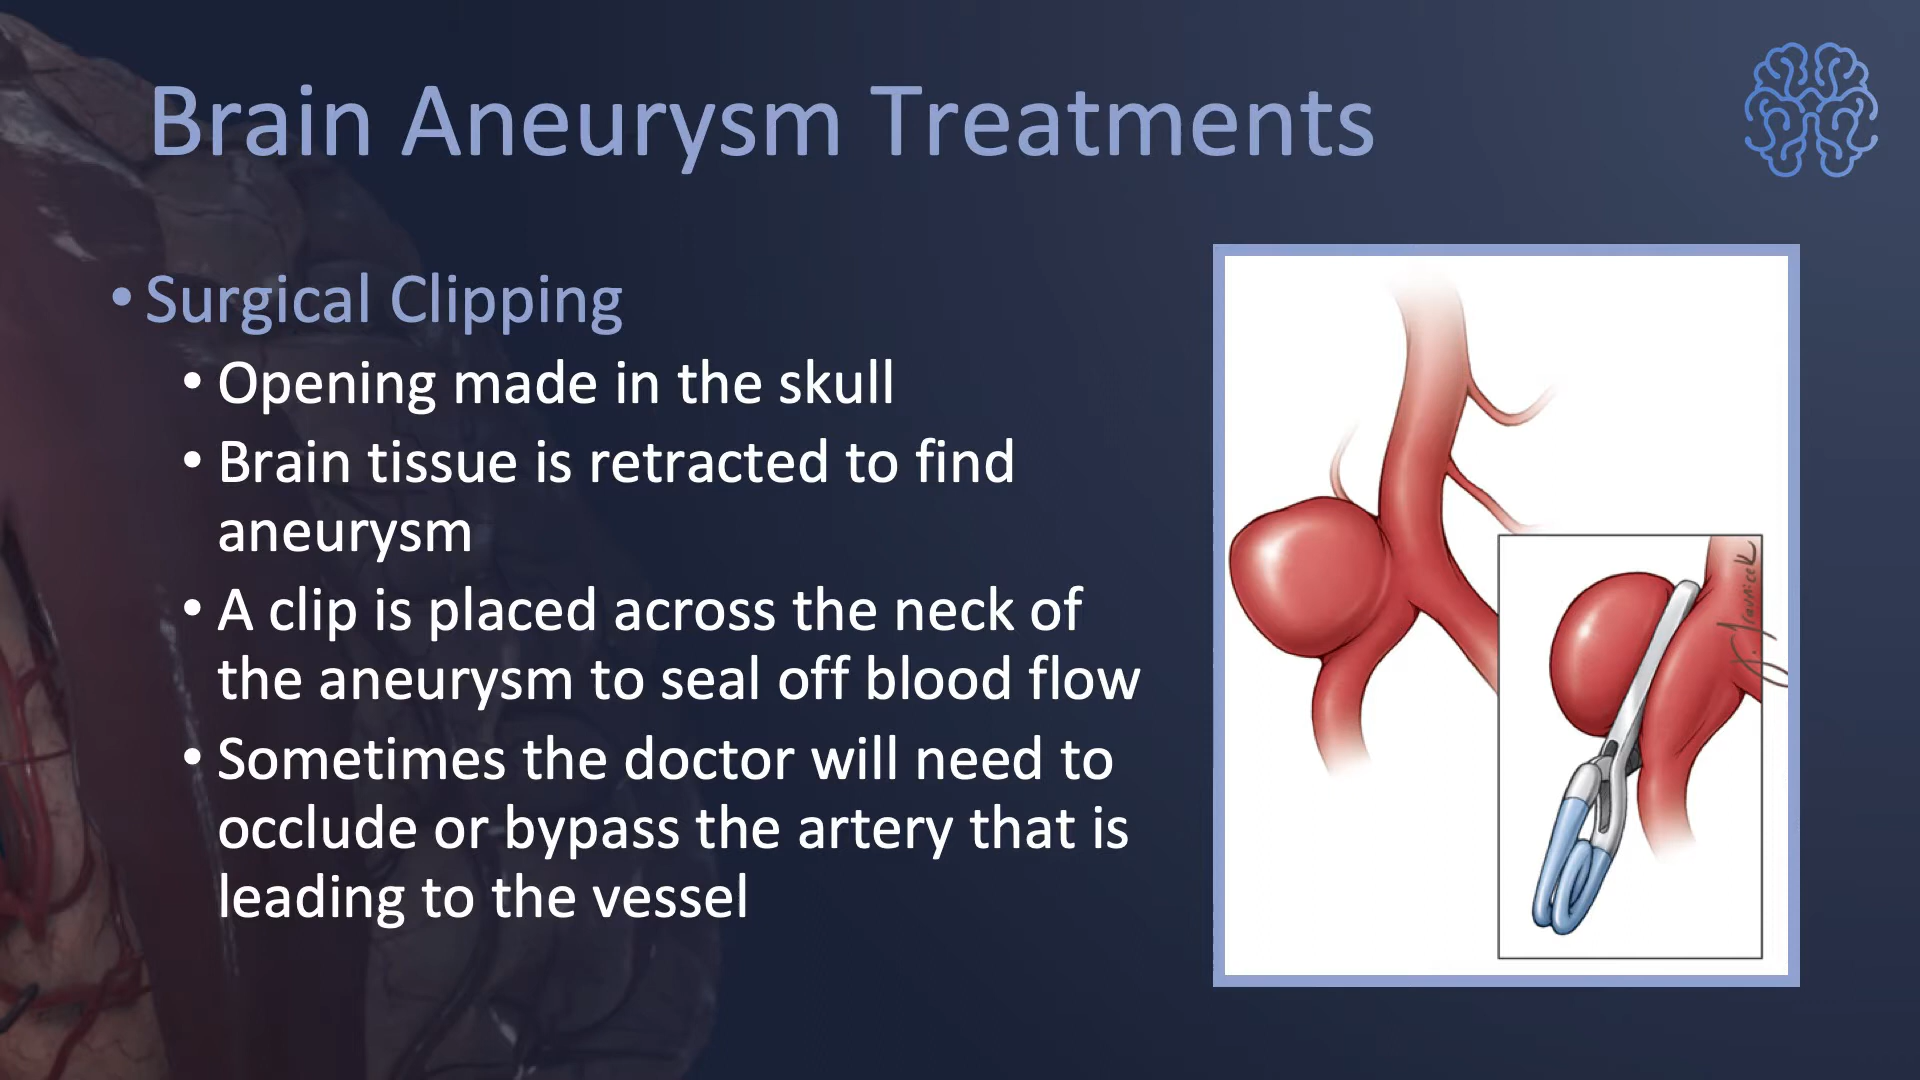 Brain Aneurysm Treatments
• Surgical Clipping
• Opening made in the skull
• Brain tissue is retracted to find
aneurysm
• A clip is placed across the neck of
the aneurysm to seal off blood flow
• Sometimes the doctor will need to
occlude or bypass the artery that is
leading to the vessel